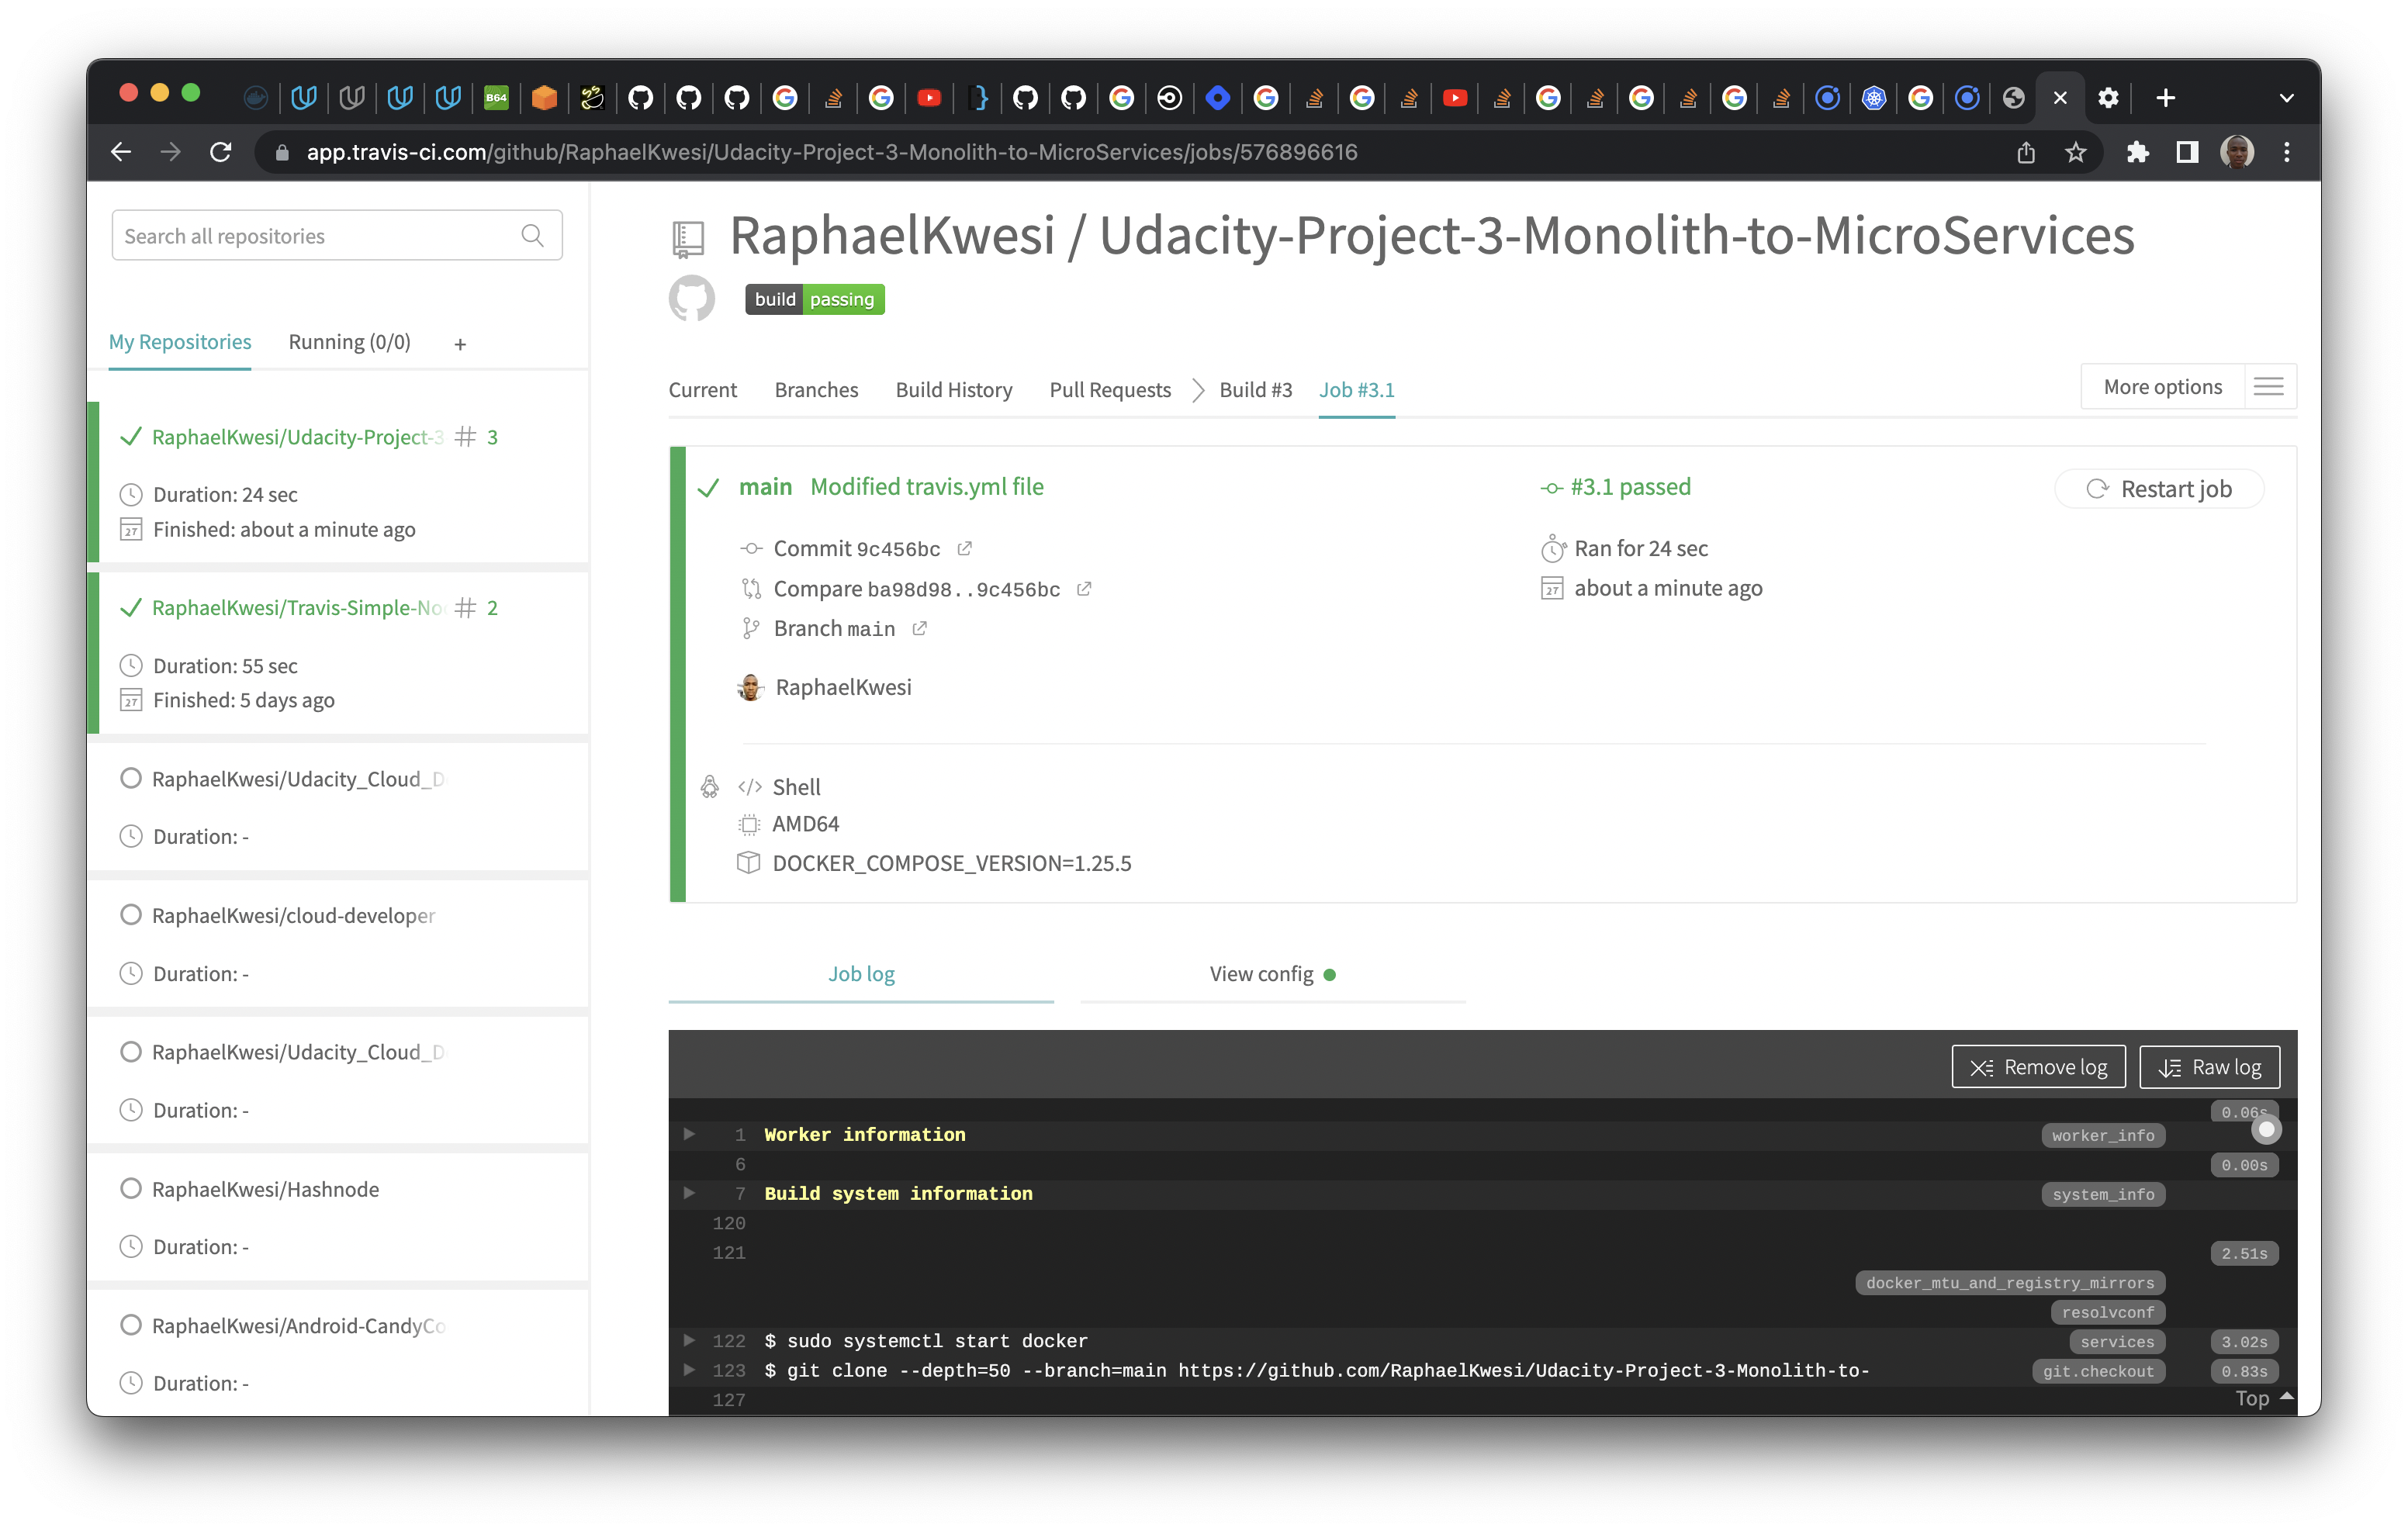 B64
app.travis-ci.com/github/RaphaelKwesi/Udacity-Project-3-Monolith-to-MicroServices/jobs/576896616
Search all repositories
My Repositories
Running (0/0)
+
RaphaelKwesi/Udacity-Project-3 # 3
Duration: 24 sec
27 Finished: about a minute ago
RaphaelKwesi/Travis-Simple-No # 2
Duration: 55 sec
27 Finished: 5 days ago
RaphaelKwesi/Udacity_Cloud_D
Duration: -
RaphaelKwesi/cloud-developer
Duration: -
RaphaelKwesi/Udacity_Cloud_D
Duration: -
RaphaelKwesi/Hashnode
Duration: -
RaphaelKwesi/Android-CandyCo
Duration: -
RaphaelKwesi / Udacity-Project-3-Monolith-to-MicroServices
build passing
Current Branches Build History Pull Requests Build #3 Job #3.1
More options
main Modified travis.yml file
#3.1 passed
Restart job
Commit 9c456bc
Ran for 24 sec
Compare ba98d98..9c456bc
27 about a minute ago
Branch main
RaphaelKwesi
</> Shell
AMD64
DOCKER_COMPOSE_VERSION=1.25.5
Job log
View config
Remove log
Raw log
0.06s
1 Worker information worker_info
6 0.00s
7 Build system information system_info
120
121 2.51s
docker_mtu_and_registry_mirrors
resolvconf
122 $ sudo systemctl start docker services 3.02s
123 $ git clone --depth=50 --branch=main https://github.com/RaphaelKwesi/Udacity-Project-3-Monolith-to- git.checkout 0.83s
127
Top